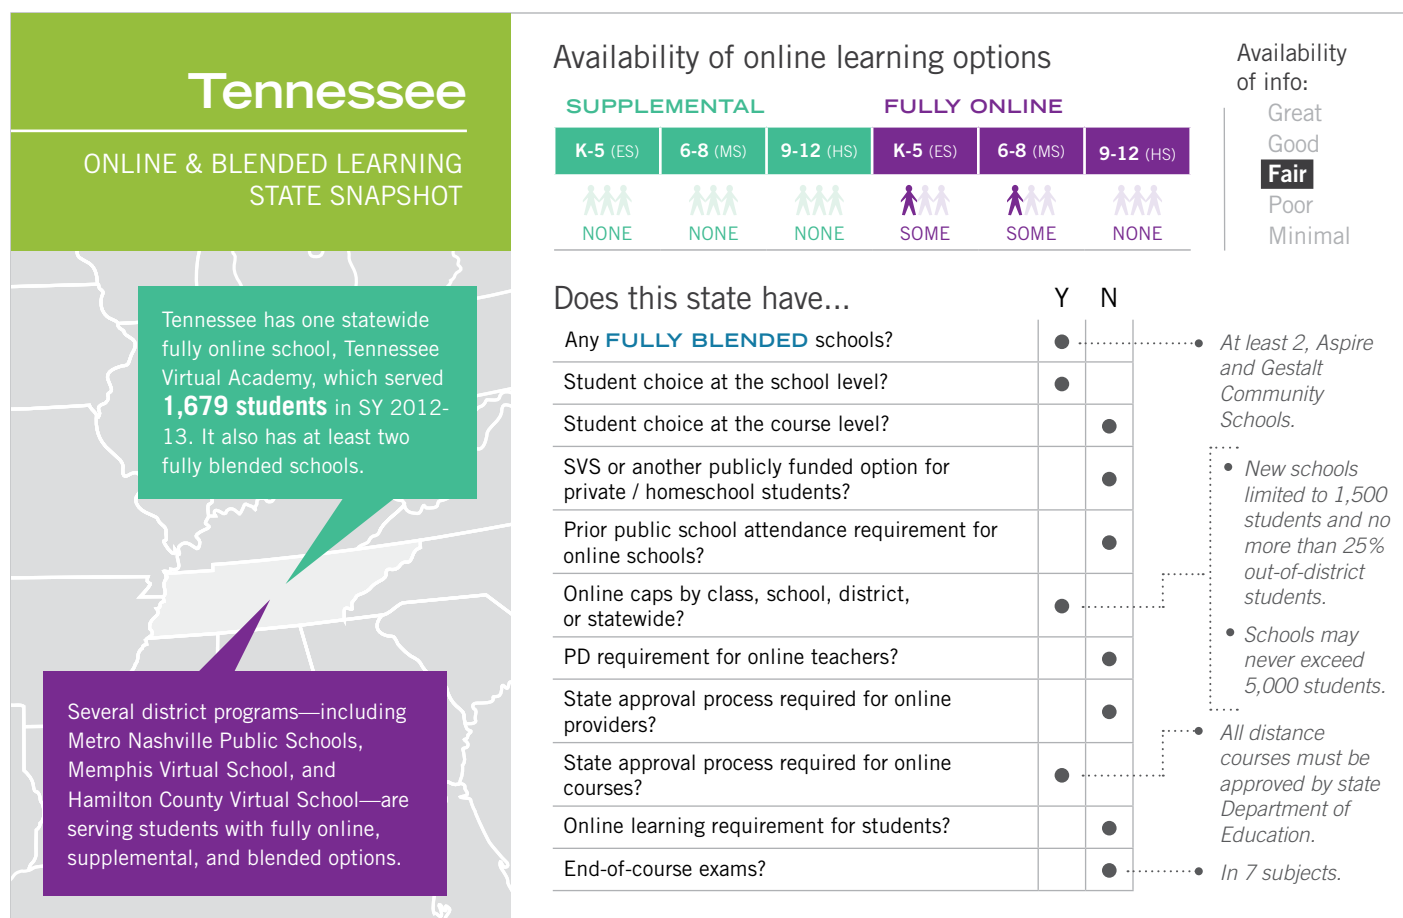 Tennessee
ONLINE & BLENDED LEARNING
STATE SNAPSHOT
Tennessee has one statewide
fully online school, Tennessee
Virtual Academy, which served
1,679 students in SY 2012-
13. It also has at least two
fully blended schools.
Several district programs—including
Metro Nashville Public Schools,
Memphis Virtual School, and
Hamilton County Virtual School—are
serving students with fully online,
supplemental, and blended options.
Availability of online learning options
SUPPLEMENTAL FULLY ONLINE
K-5 (ES) 6-8 (MS) 9-12 (HS) K-5 (ES) 6-8 (MS) 9-12 (HS)
NONE NONE NONE SOME SOME NONE
Availability
of info:
Great
Good
Fair
Poor
Minimal
Does this state have... Y N
Any FULLY BLENDED schools?
Student choice at the school level?
Student choice at the course level?
SVS or another publicly funded option for
private / homeschool students?
Prior public school attendance requirement for
online schools?
Online caps by class, school, district,
or statewide?
PD requirement for online teachers?
State approval process required for online
providers?
State approval process required for online
courses?
Online learning requirement for students?
End-of-course exams?
At least 2, Aspire
and Gestalt
Community
Schools.
New schools
limited to 1,500
students and no
more than 25%
out-of-district
students.
Schools may
never exceed
5,000 students.
All distance
courses must be
approved by state
Department of
Education.
In 7 subjects.